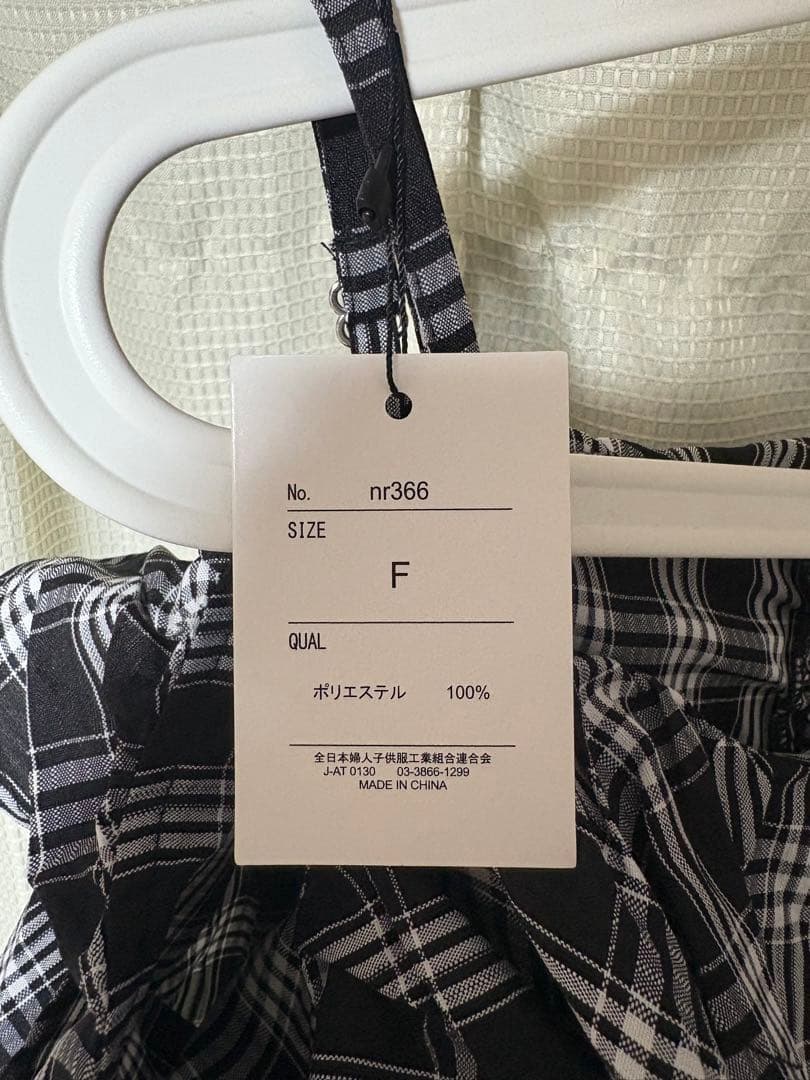 No. nr366
SIZE
F
QUAL
ポリエステル 100%
全日本婦人子供服工業組合連合会
J-AT 0130 03-3866-1299
MADE IN CHINA